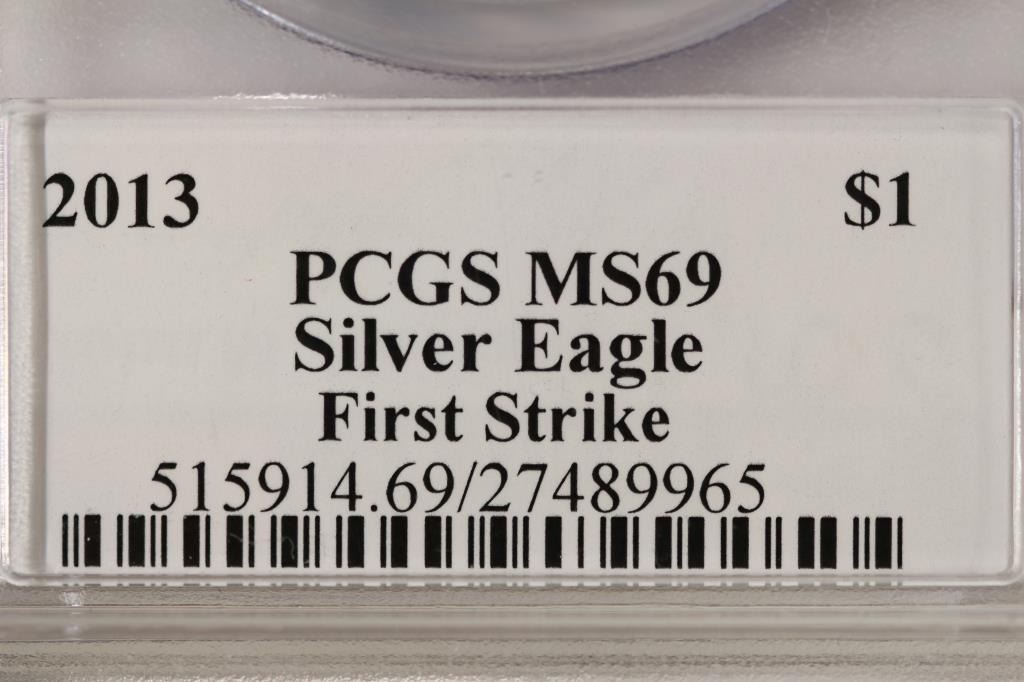 2013 $1
PCGS MS69
Silver Eagle
First Strike
515914.69/27489965